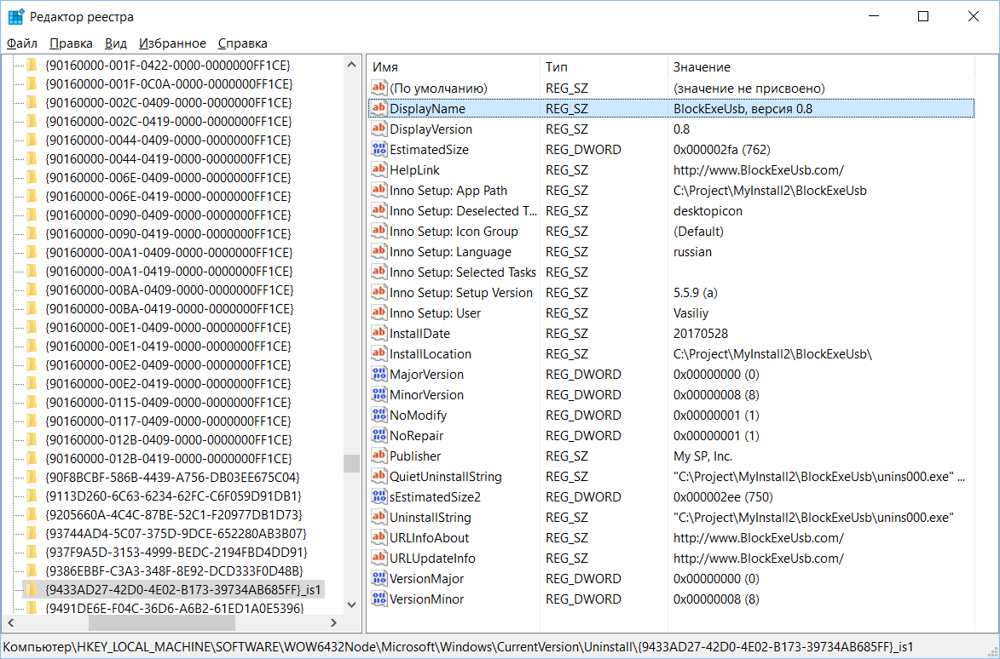 Редактор реестра
Файл Правка Вид Избранное Справка
{90160000-001F-0422-0000-0000000FF1CE}
{90160000-001F-0C0A-0000-0000000FF1CE}
{90160000-002C-0409-0000-0000000FF1CE}
{90160000-002C-0419-0000-0000000FF1CE}
{90160000-0044-0409-0000-0000000FF1CE}
{90160000-0044-0419-0000-0000000FF1CE}
{90160000-006E-0409-0000-0000000FF1CE}
{90160000-006E-0419-0000-0000000FF1CE}
{90160000-0090-0409-0000-0000000FF1CE}
{90160000-0090-0419-0000-0000000FF1CE}
{90160000-00A1-0409-0000-0000000FF1CE}
{90160000-00A1-0419-0000-0000000FF1CE}
{90160000-00BA-0409-0000-0000000FF1CE}
{90160000-00BA-0419-0000-0000000FF1CE}
{90160000-00E1-0409-0000-0000000FF1CE}
{90160000-00E1-0419-0000-0000000FF1CE}
{90160000-00E2-0409-0000-0000000FF1CE}
{90160000-00E2-0419-0000-0000000FF1CE}
{90160000-0115-0409-0000-0000000FF1CE}
{90160000-0117-0409-0000-0000000FF1CE}
{90160000-012B-0409-0000-0000000FF1CE}
{90160000-012B-0419-0000-0000000FF1CE}
{90F8BCBF-586B-4439-A756-DB03EE675C04}
{9113D260-6C63-6234-62FC-C6F059D91DB1}
{9205660A-4C4C-87BE-52C1-F20977DB1D73}
{93744AD4-5C07-375D-9DCE-652280AB3B07}
{937F9A5D-3153-4999-BEDC-2194FBD4DD91}
{9386EBBF-C3A3-348F-8E92-DCD333F0D48B}
{9433AD27-42D0-4E02-B173-39734AB685FF}_is1
{9491DE6E-F04C-36D6-A6B2-61ED1A0E5396}
Имя Тип Значение
(По умолчанию) REG_SZ (значение не присвоено)
DisplayName REG_SZ BlockExeUsb, версия 0.8
DisplayVersion REG_SZ 0.8
EstimatedSize REG_DWORD 0x000002fa (762)
HelpLink REG_SZ http://www.BlockExeUsb.com/
Inno Setup: App Path REG_SZ C:\Project\MyInstall2\BlockExeUsb
Inno Setup: Deselected T... REG_SZ desktopicon
Inno Setup: Icon Group REG_SZ (Default)
Inno Setup: Language REG_SZ russian
Inno Setup: Selected Tasks REG_SZ
Inno Setup: Setup Version REG_SZ 5.5.9 (a)
Inno Setup: User REG_SZ Vasiliy
InstallDate REG_SZ 20170528
InstallLocation REG_SZ C:\Project\MyInstall2\BlockExeUsb\
MajorVersion REG_DWORD 0x00000000 (0)
MinorVersion REG_DWORD 0x00000008 (8)
NoModify REG_DWORD 0x00000001 (1)
NoRepair REG_DWORD 0x00000001 (1)
Publisher REG_SZ My SP, Inc.
QuietUninstallString REG_SZ "C:\Project\MyInstall2\BlockExeUsb\unins000.exe" ...
sEstimatedSize2 REG_DWORD 0x000002ee (750)
UninstallString REG_SZ "C:\Project\MyInstall2\BlockExeUsb\unins000.exe"
URLInfoAbout REG_SZ http://www.BlockExeUsb.com/
URLUpdateInfo REG_SZ http://www.BlockExeUsb.com/
VersionMajor REG_DWORD 0x00000000 (0)
VersionMinor REG_DWORD 0x00000008 (8)
Компьютер\HKEY_LOCAL_MACHINE\SOFTWARE\WOW6432Node\Microsoft\Windows\CurrentVersion\Uninstall\{9433AD27-42D0-4E02-B173-39734AB685FF}_is1